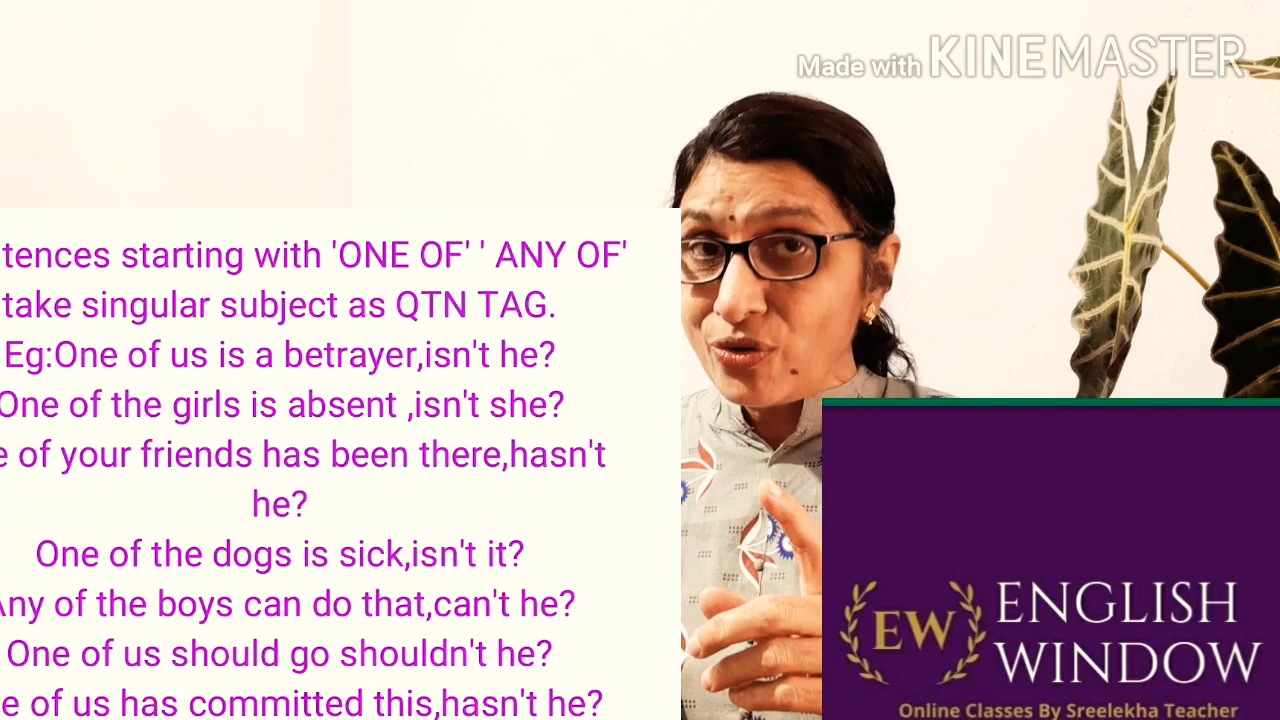 Made with KINEMASTER
tences starting with 'ONE OF' ' ANY OF'
take singular subject as QTN TAG.
Eg:One of us is a betrayer,isn't he?
One of the girls is absent ,isn't she?
e of your friends has been there,hasn't
he?
One of the dogs is sick,isn't it?
Any of the boys can do that,can't he?
One of us should go shouldn't he?
e of us has committed this,hasn't he?
EW
ENGLISH
WINDOW
Online Classes By Sreelekha Teacher